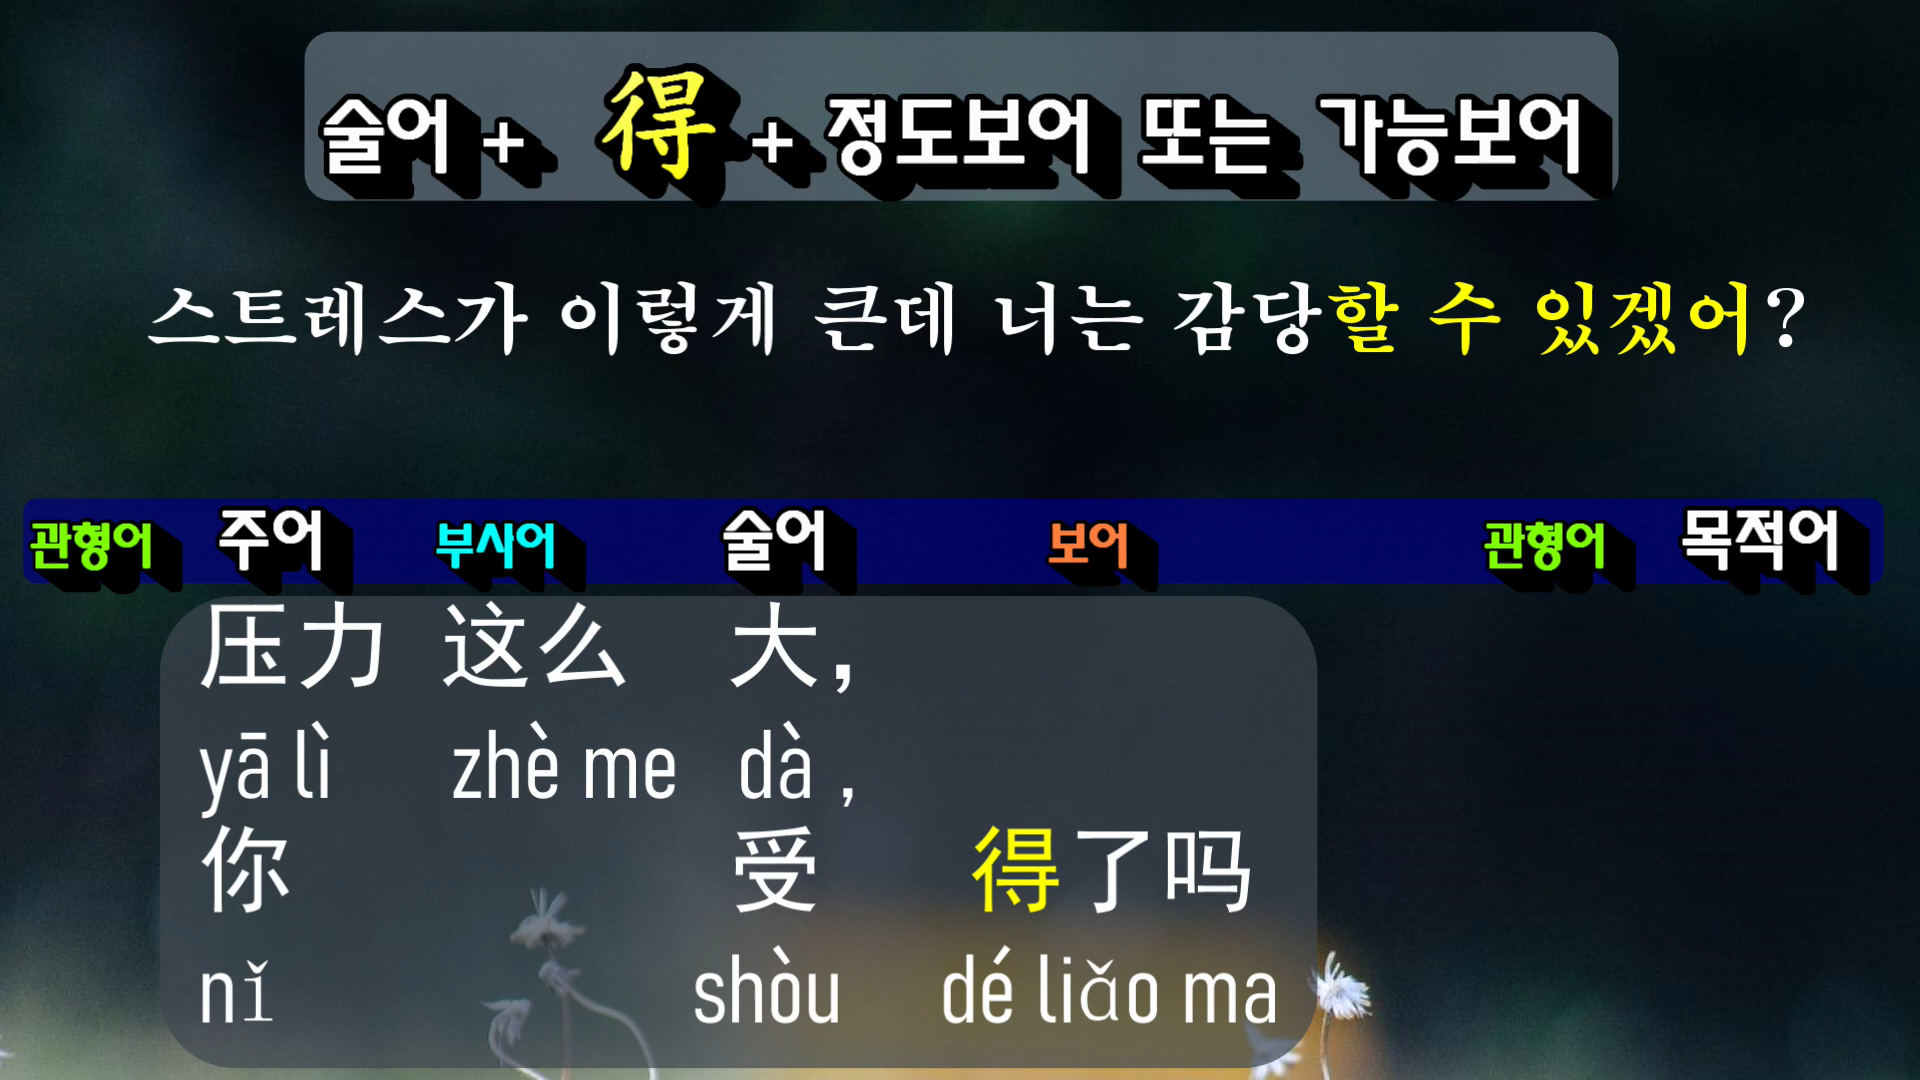 술어 + 得 + 정도보어 또는 가능보어
스트레스가 이렇게 큰데 너는 감당할 수 있겠어?
관형어 주어 부사어 술어 보어 관형어 목적어
压力 这么 大，
yā lì zhè me dà ，
你 受 得了吗
nǐ shòu dé liǎo ma